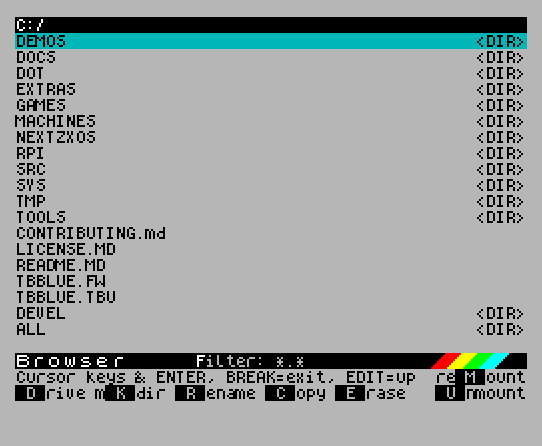 C:/
DEMOS <DIR>
DOCS <DIR>
DOT <DIR>
EXTRAS <DIR>
GAMES <DIR>
MACHINES <DIR>
NEXTZXOS <DIR>
RPI <DIR>
SRC <DIR>
SYS <DIR>
TMP <DIR>
TOOLS <DIR>
CONTRIBUTING.md
LICENSE.MD
README.MD
TBBLUE.FW
TBBLUE.TBU
DEVEL <DIR>
ALL <DIR>
Browser Filter: *.*
Cursor keys & ENTER, BREAK=exit, EDIT=up re M ount
D rive m K dir R ename C opy E rase U nmount